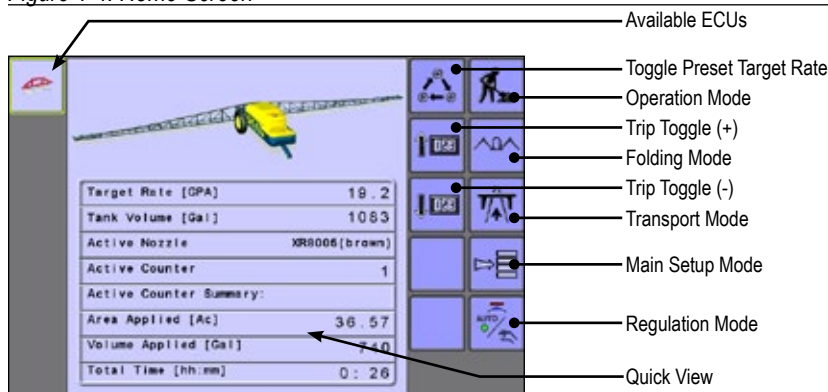 Figure 1-4: Home Screen
Available ECUs
Toggle Preset Target Rate
Operation Mode
Trip Toggle (+)
Folding Mode
Trip Toggle (-)
Transport Mode
Main Setup Mode
Regulation Mode
Quick View
Target Rate [GPA] 19.2
Tank Volume [Gal] 1083
Active Nozzle XR8006(brown)
Active Counter 1
Active Counter Summary:
Area Applied [Ac] 36.57
Volume Applied [Gal] 740
Total Time [hh:mm] 0:26
AUTO